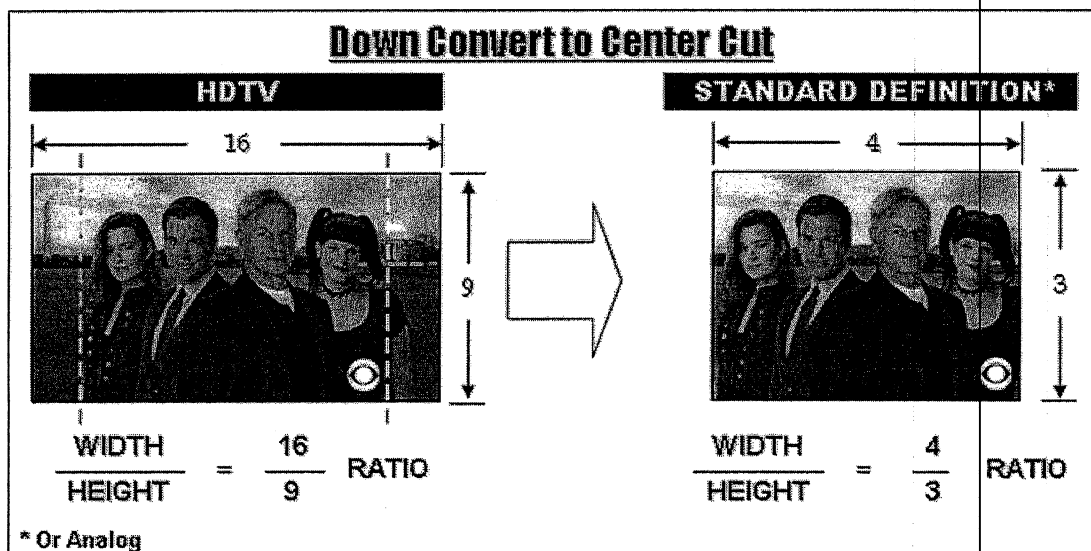 Down Convert to Center Cut
HDTV
STANDARD DEFINITION*
16
4
9
3
WIDTH
HEIGHT
=
16
9
RATIO
WIDTH
HEIGHT
=
4
3
RATIO
* Or Analog